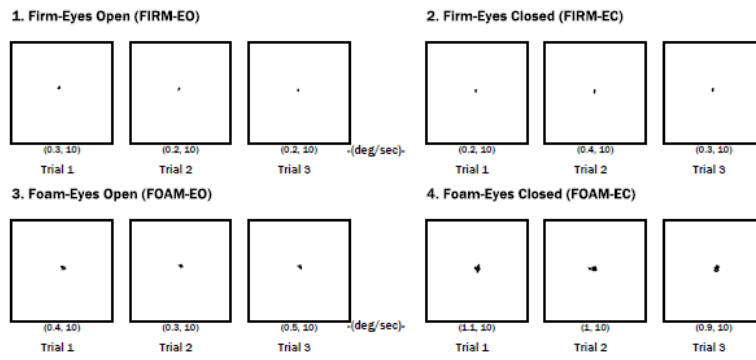 1. Firm-Eyes Open (FIRM-EO)
(0.3, 10) (0.2, 10) (0.2, 10) -(deg/sec)-
Trial 1 Trial 2 Trial 3
2. Firm-Eyes Closed (FIRM-EC)
(0.2, 10) (0.4, 10) (0.3, 10)
Trial 1 Trial 2 Trial 3
3. Foam-Eyes Open (FOAM-EO)
(0.4, 10) (0.3, 10) (0.5, 10) -(deg/sec)-
Trial 1 Trial 2 Trial 3
4. Foam-Eyes Closed (FOAM-EC)
(1.1, 10) (1, 10) (0.9, 10)
Trial 1 Trial 2 Trial 3